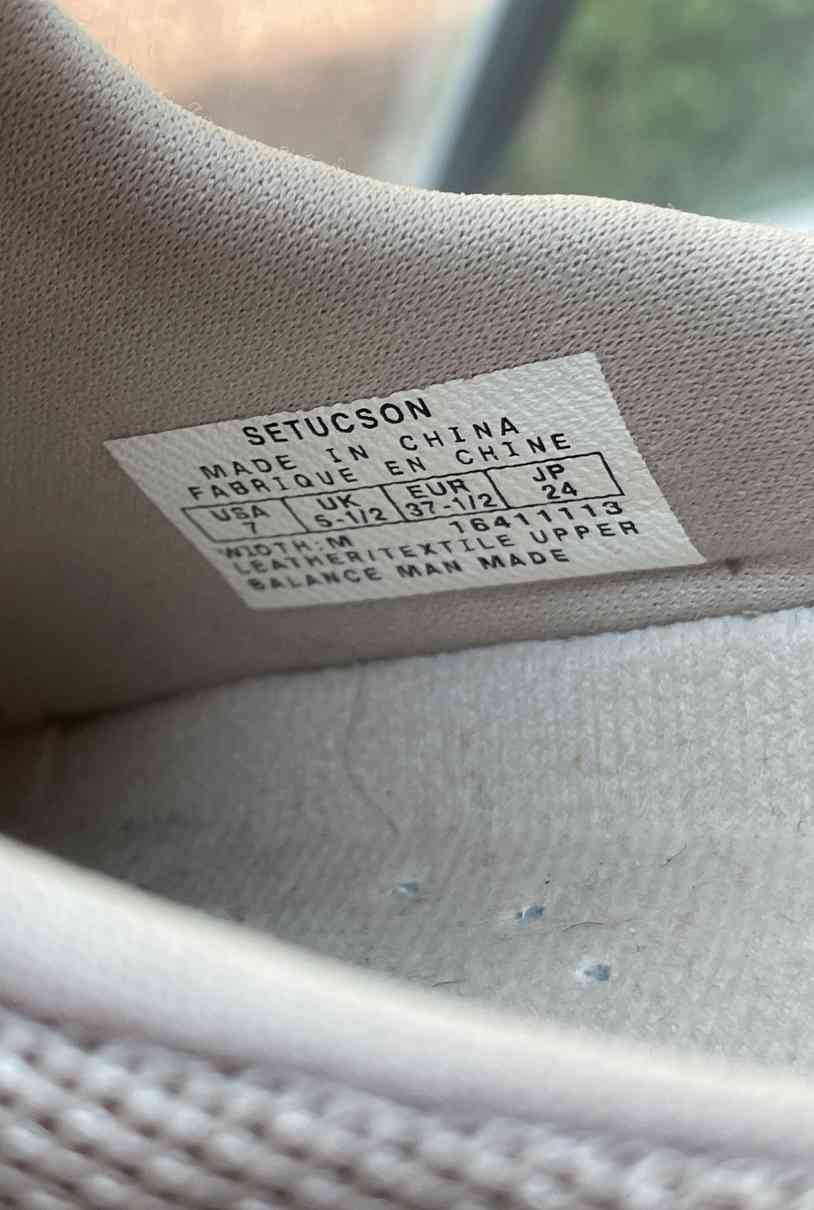 SETUCSON
MADE IN CHINA
FABRIQUE EN CHINE
USA UK EUR JP
7 5-1/2 37-1/2 24
WIDTH:M 16411113
LEATHER/TEXTILE UPPER
BALANCE MAN MADE